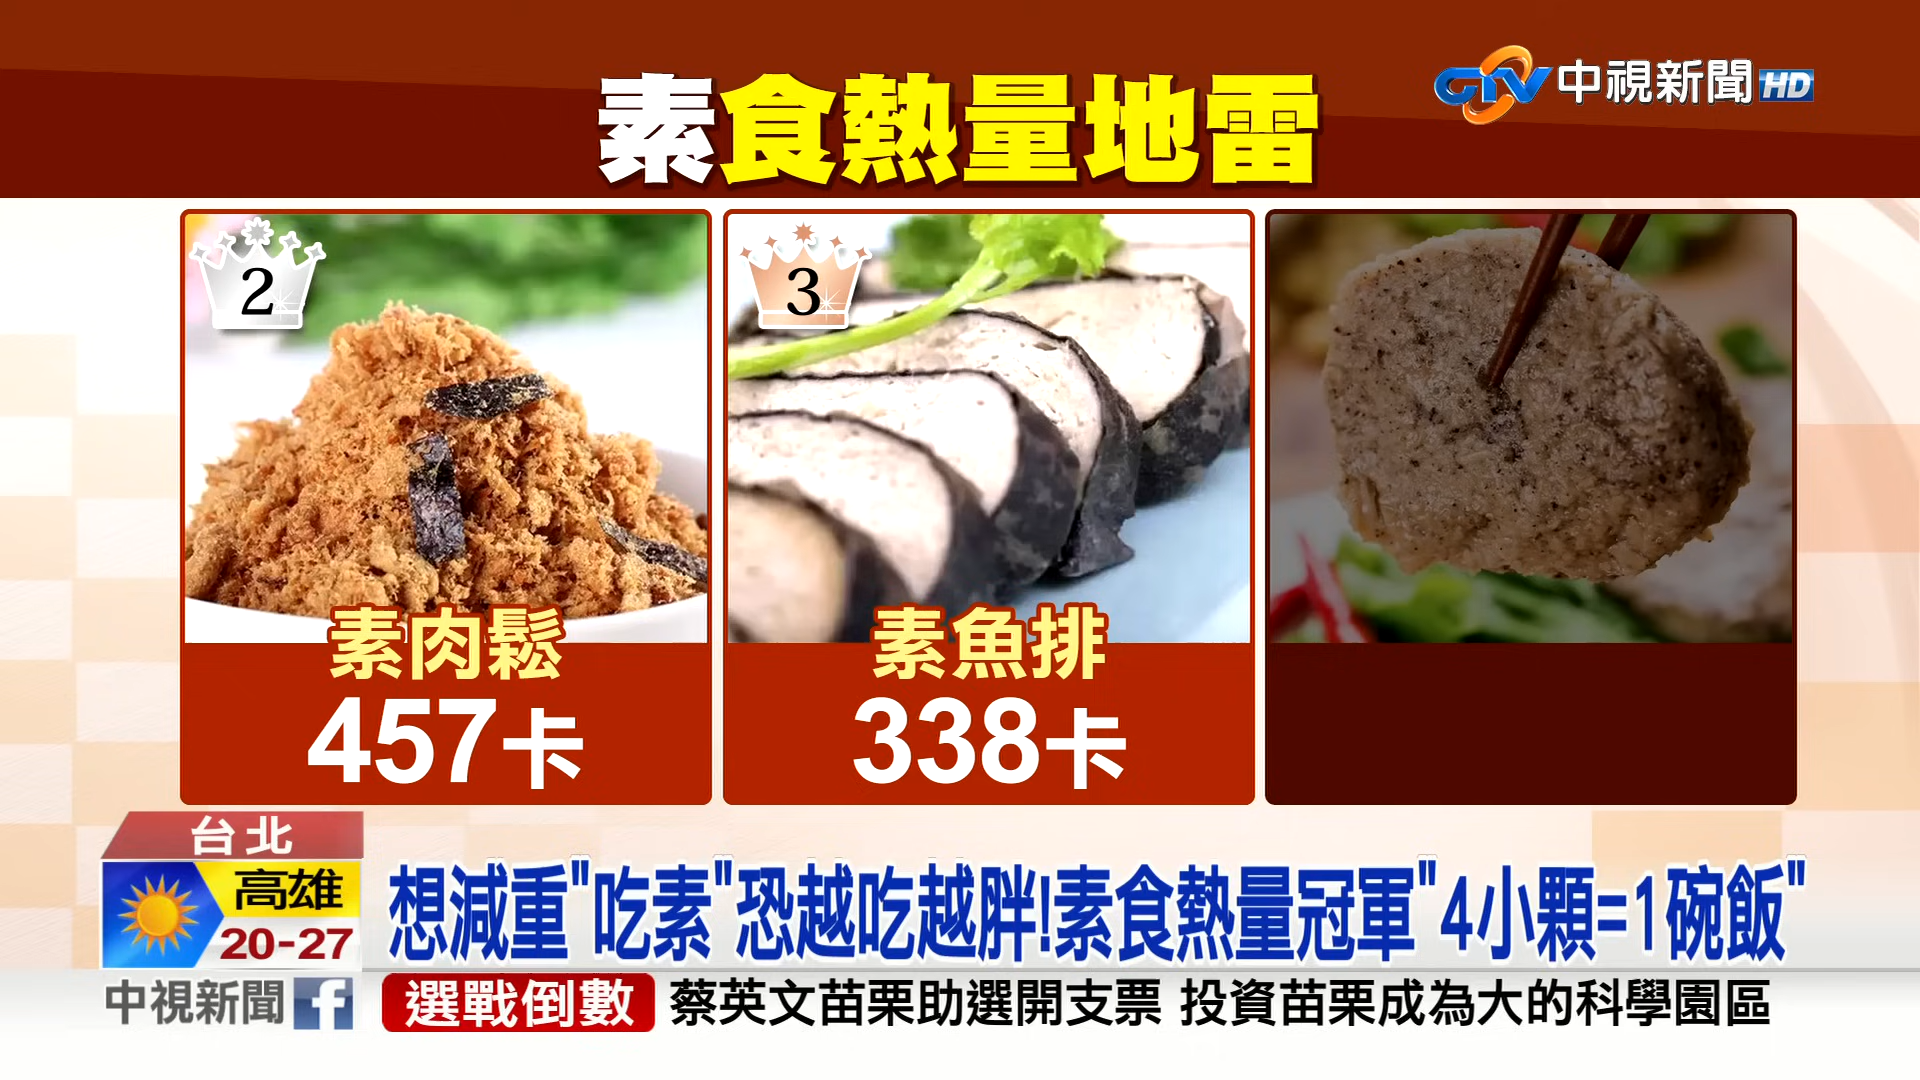 CTV 中視新聞 HD
素食熱量地雷
2
3
素肉鬆
457卡
素魚排
338卡
台北
高雄
20-27
想減重"吃素"恐越吃越胖!素食熱量冠軍"4小顆=1碗飯"
中視新聞 f
選戰倒數 蔡英文苗栗助選開支票 投資苗栗成為大的科學園區